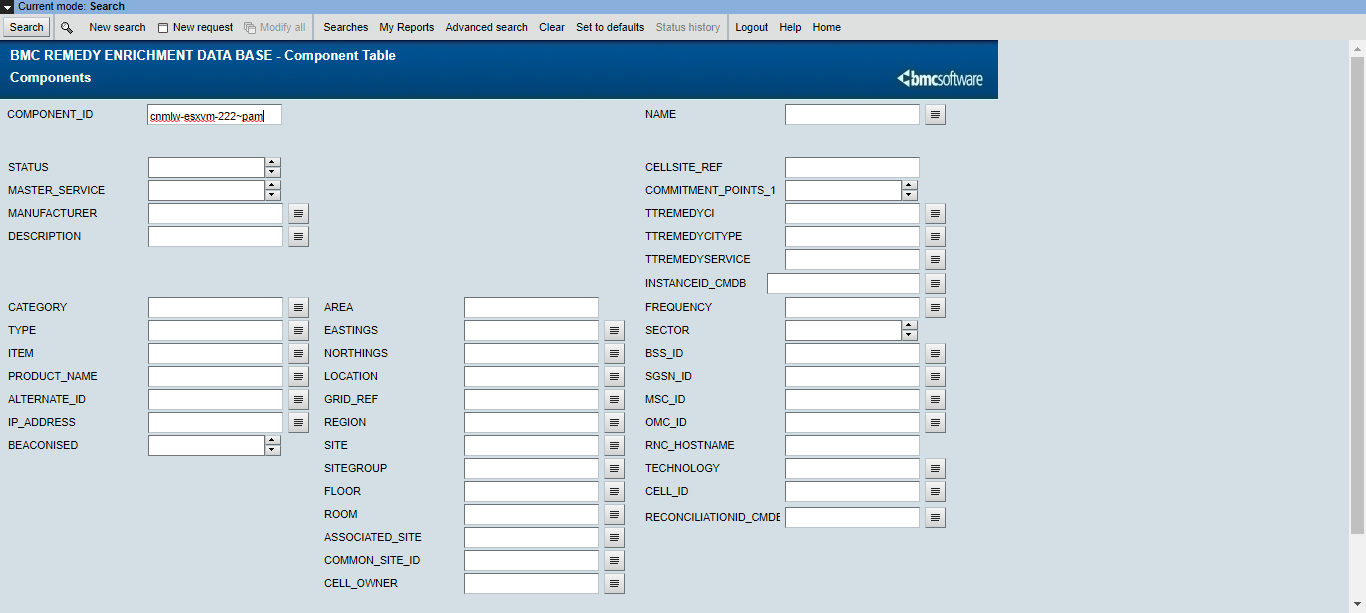 Current mode: Search
Search New search New request Modify all Searches My Reports Advanced search Clear Set to defaults Status history Logout Help Home
BMC REMEDY ENRICHMENT DATA BASE - Component Table
Components
bmcsoftware
COMPONENT_ID cnmlw-esxvm-222~pam NAME
STATUS CELLSITE_REF
MASTER_SERVICE COMMITMENT_POINTS_1
MANUFACTURER TTREMEDYCI
DESCRIPTION TTREMEDYCITYPE
TTREMEDYSERVICE
INSTANCEID_CMDB
CATEGORY AREA FREQUENCY
TYPE EASTINGS SECTOR
ITEM NORTHINGS BSS_ID
PRODUCT_NAME LOCATION SGSN_ID
ALTERNATE_ID GRID_REF MSC_ID
IP_ADDRESS REGION OMC_ID
BEACONISED SITE RNC_HOSTNAME
SITEGROUP TECHNOLOGY
FLOOR CELL_ID
ROOM RECONCILIATIONID_CMDB
ASSOCIATED_SITE
COMMON_SITE_ID
CELL_OWNER